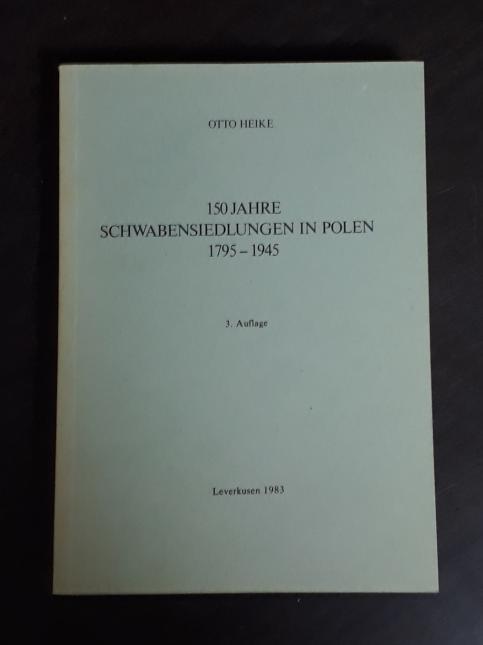 OTTO HEIKE
150 JAHRE
SCHWABENSIEDLUNGEN IN POLEN
1795 – 1945
3. Auflage
Leverkusen 1983